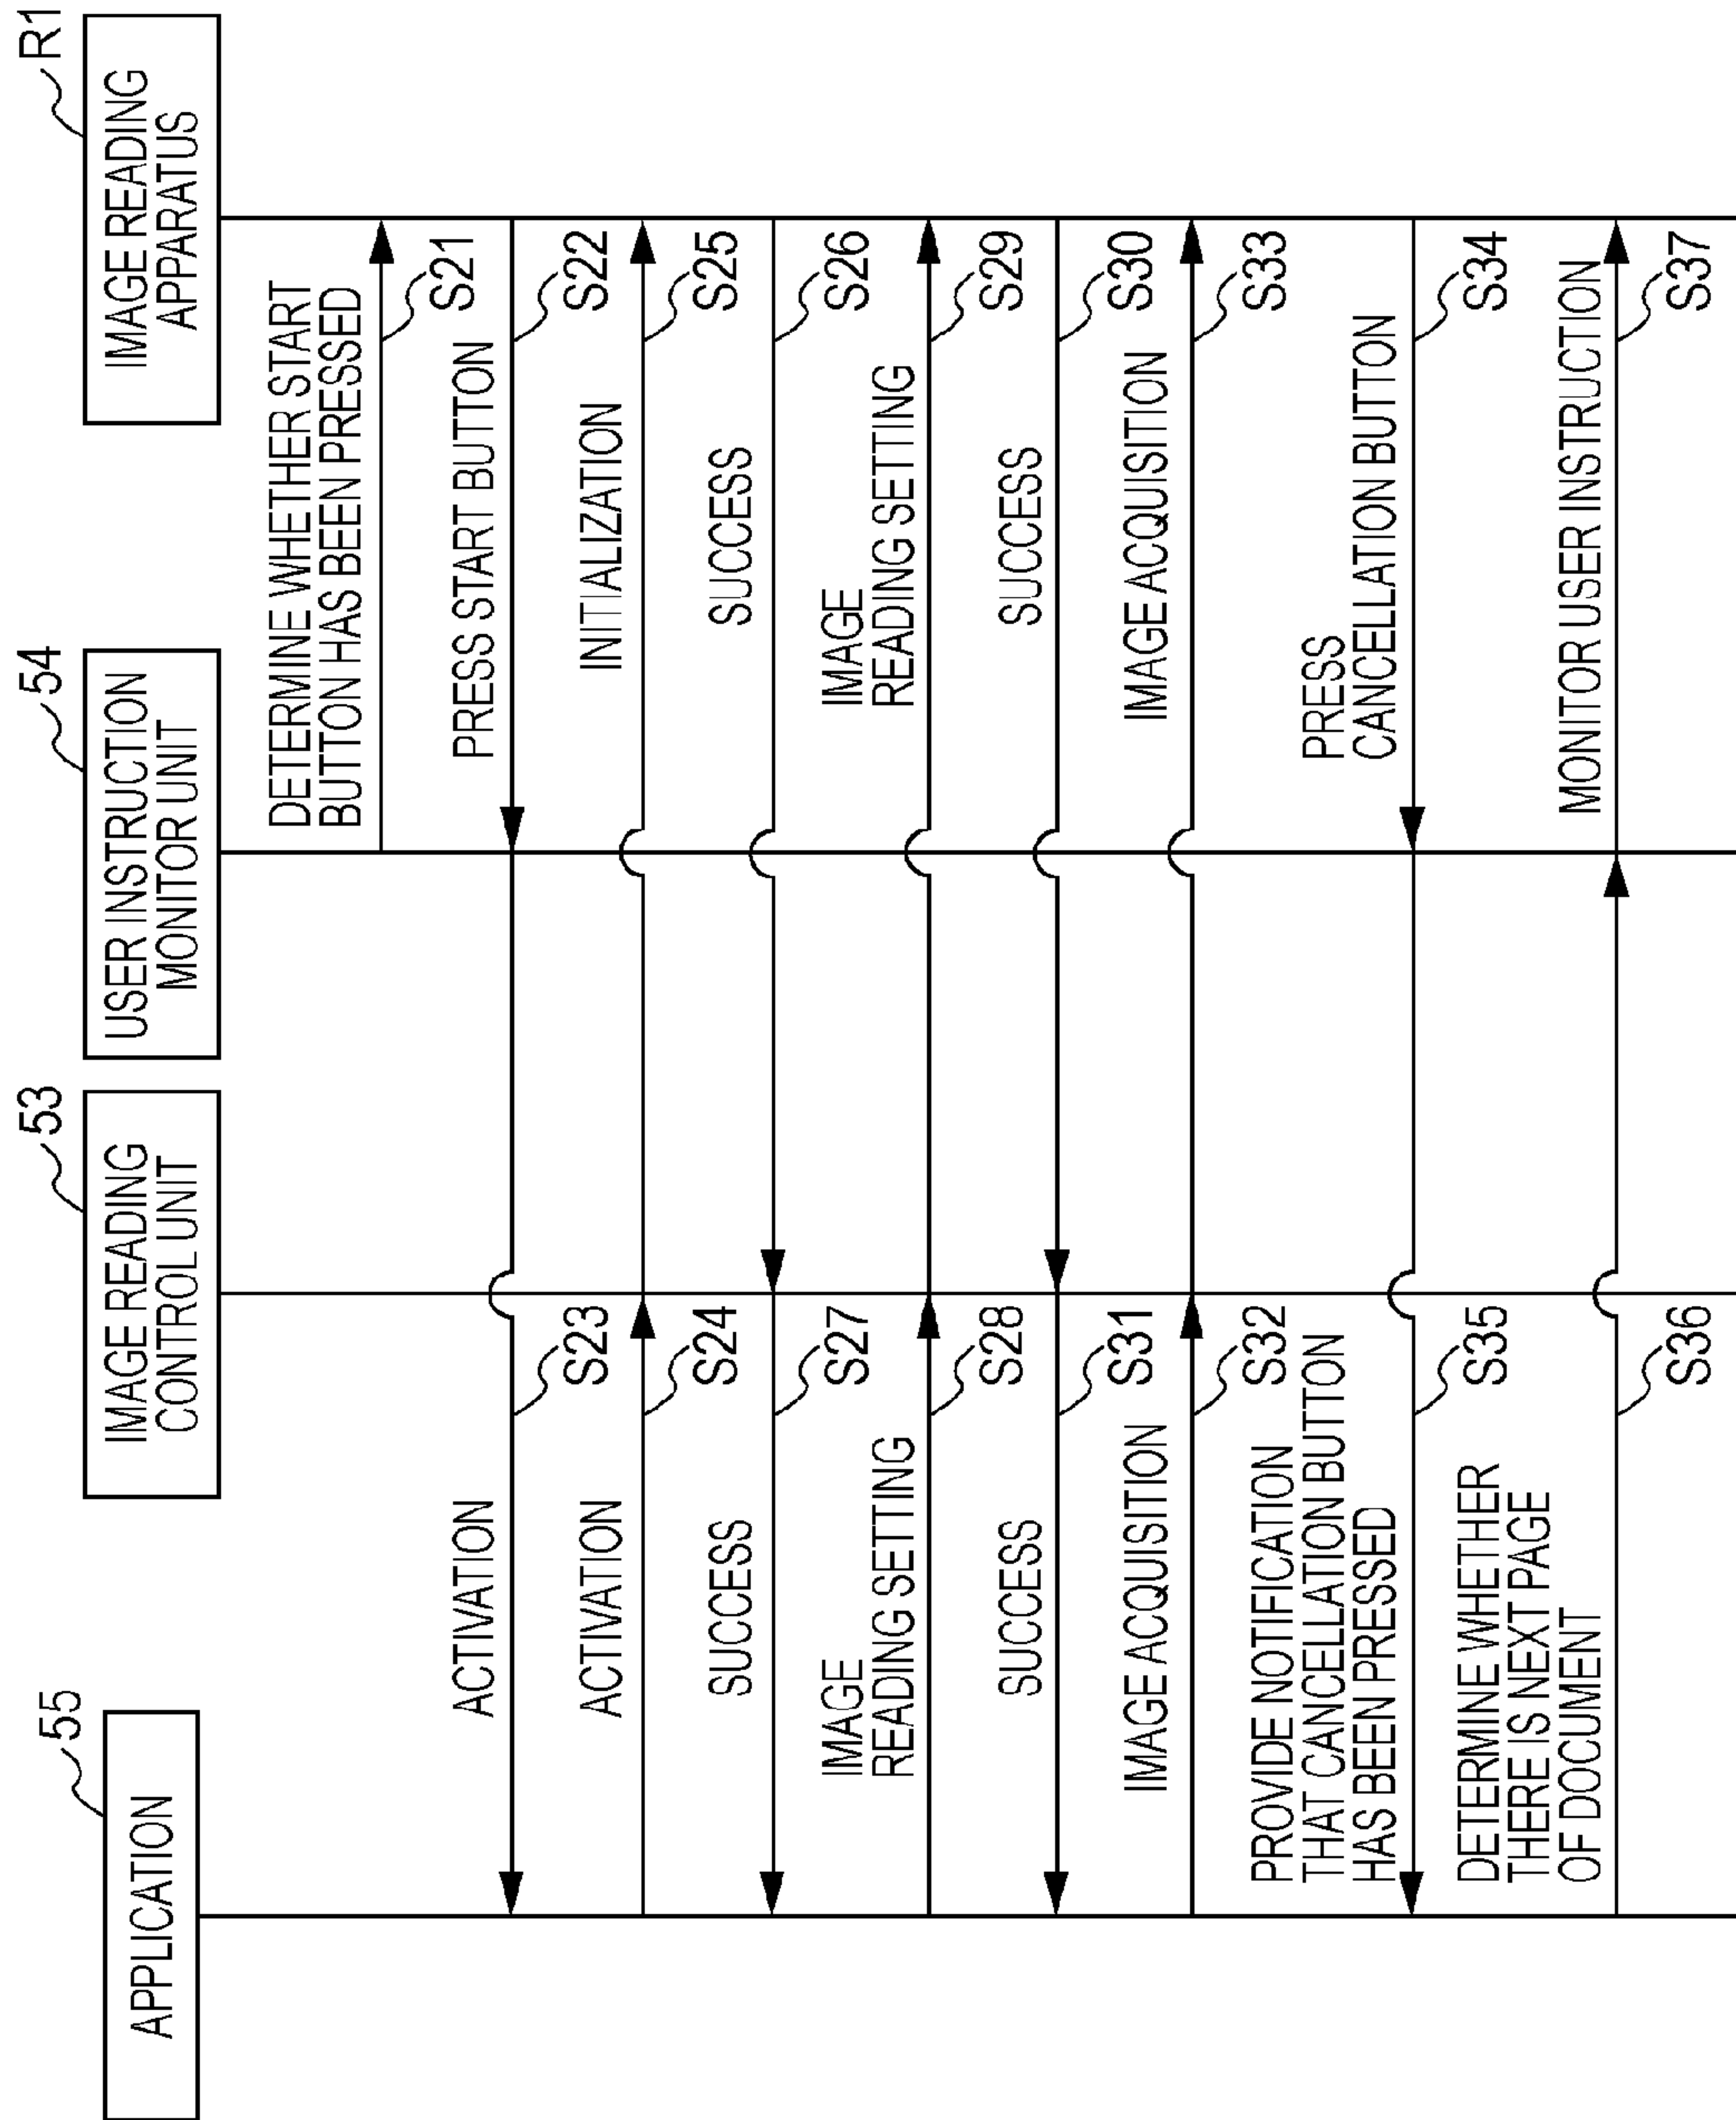 APPLICATION
55
IMAGE READING
CONTROL UNIT
53
USER INSTRUCTION
MONITOR UNIT
54
IMAGE READING
APPARATUS
R1
DETERMINE WHETHER START
BUTTON HAS BEEN PRESSED
S21
ACTIVATION
S23
PRESS START BUTTON
S22
ACTIVATION
S24
INITIALIZATION
S25
SUCCESS
S27
SUCCESS
S26
IMAGE
READING SETTING
S28
IMAGE
READING SETTING
S29
SUCCESS
S31
SUCCESS
S30
IMAGE ACQUISITION
S32
IMAGE ACQUISITION
S33
PROVIDE NOTIFICATION
THAT CANCELLATION BUTTON
HAS BEEN PRESSED
S35
PRESS
CANCELLATION BUTTON
S34
DETERMINE WHETHER
THERE IS NEXT PAGE
OF DOCUMENT
S36
MONITOR USER INSTRUCTION
S37